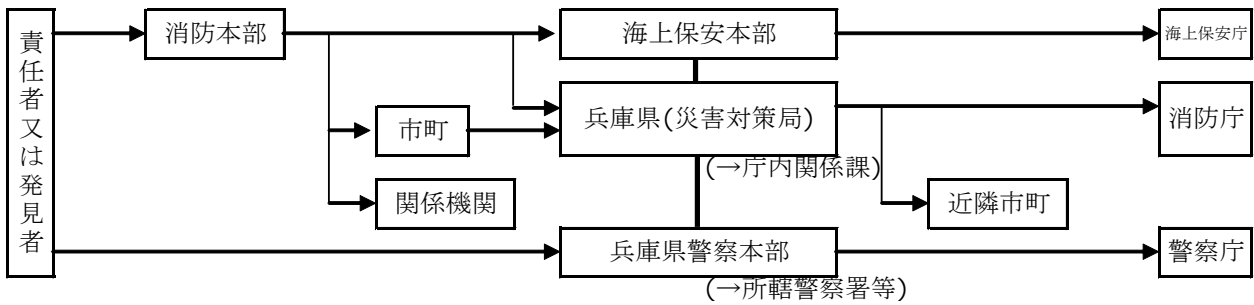 責任者又は発見者
消防本部
海上保安本部
海上保安庁
兵庫県(災害対策局)
消防庁
市町
(→庁内関係課)
関係機関
近隣市町
兵庫県警察本部
警察庁
(→所轄警察署等)